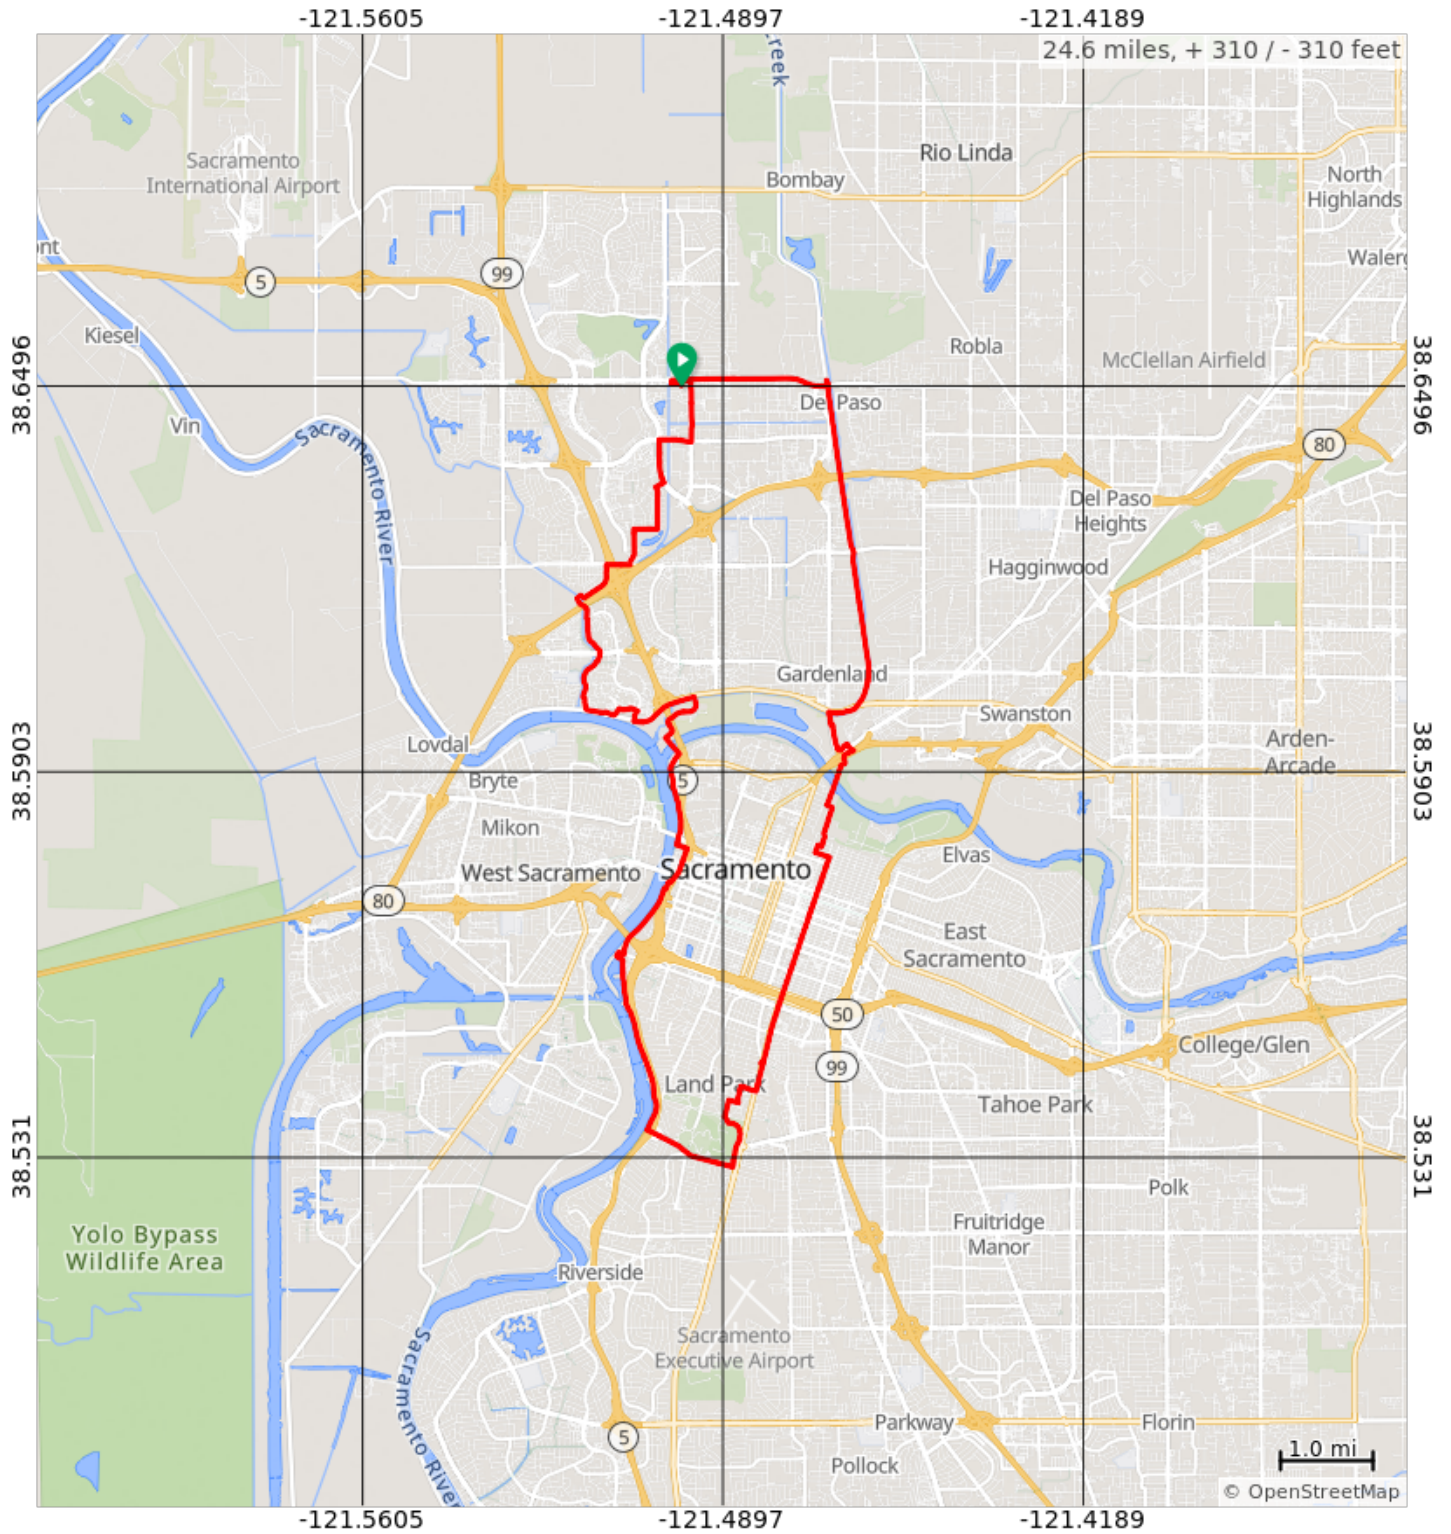 -121.5605
-121.4897
-121.4189
24.6 miles, + 310 / - 310 feet
Creek
Sacramento
International Airport
Rio Linda
Bombay
North
Highlands
99
5
Kiesel
Robla
McClellan Airfield
38.6496
38.6496
Del Paso
Vin
Sacramento River
80
Del Paso
Heights
Hagginwood
Gardenland
Swanston
Lovdal
Arden-
Arcade
38.5903
38.5903
Bryte
5
Mikon
Elvas
West Sacramento
Sacramento
80
East
Sacramento
50
College/Glen
99
Land Park
Tahoe Park
38.531
38.531
Polk
Yolo Bypass
Wildlife Area
Fruitridge
Manor
Riverside
Sacramento
Executive Airport
Sacramento River
Parkway
Florin
5
Pollock
1.0 mi
© OpenStreetMap
-121.5605
-121.4897
-121.4189